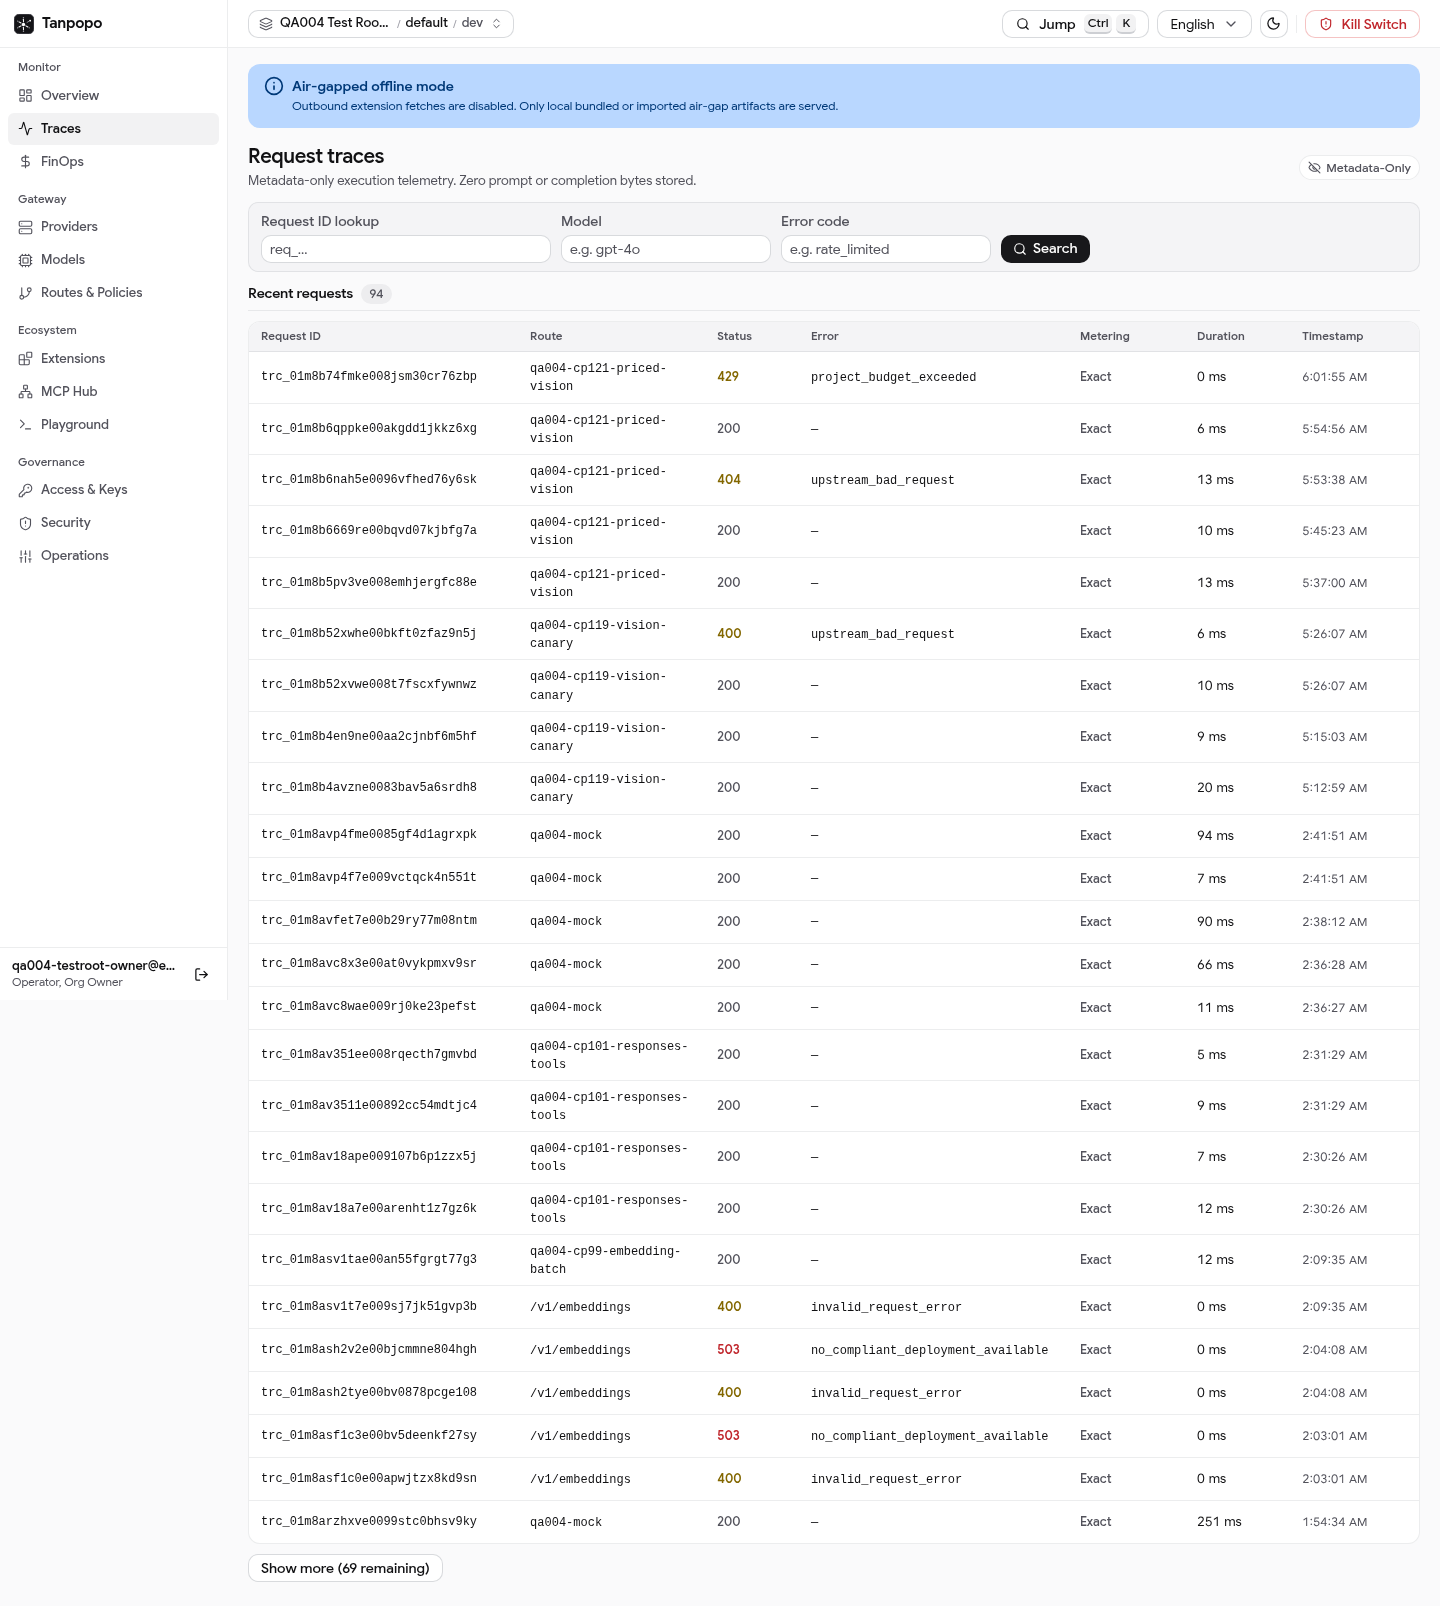 Tanpopo
QA004 Test Roo... / default / dev
Jump Ctrl K
English
Kill Switch
Monitor
Overview
Traces
FinOps
Gateway
Providers
Models
Routes & Policies
Ecosystem
Extensions
MCP Hub
Playground
Governance
Access & Keys
Security
Operations
qa004-testroot-owner@e...
Operator, Org Owner
Air-gapped offline mode
Outbound extension fetches are disabled. Only local bundled or imported air-gap artifacts are served.
Request traces
Metadata-only execution telemetry. Zero prompt or completion bytes stored.
Metadata-Only
Request ID lookup Model Error code
req_... e.g. gpt-4o e.g. rate_limited Search
Recent requests 94
Request ID Route Status Error Metering Duration Timestamp
trc_01m8b74fmke008jsm30cr76zbp qa004-cp121-priced-vision 429 project_budget_exceeded Exact 0 ms 6:01:55 AM
trc_01m8b6qppke00akgdd1jkkz6xg qa004-cp121-priced-vision 200 — Exact 6 ms 5:54:56 AM
trc_01m8b6nah5e0096vfhed76y6sk qa004-cp121-priced-vision 404 upstream_bad_request Exact 13 ms 5:53:38 AM
trc_01m8b6669re00bqvd07kjbfg7a qa004-cp121-priced-vision 200 — Exact 10 ms 5:45:23 AM
trc_01m8b5pv3ve008emhjergfc88e qa004-cp121-priced-vision 200 — Exact 13 ms 5:37:00 AM
trc_01m8b52xwhe00bkft0zfaz9n5j qa004-cp119-vision-canary 400 upstream_bad_request Exact 6 ms 5:26:07 AM
trc_01m8b52xvwe008t7fscxfywnwz qa004-cp119-vision-canary 200 — Exact 10 ms 5:26:07 AM
trc_01m8b4en9ne00aa2cjnbf6m5hf qa004-cp119-vision-canary 200 — Exact 9 ms 5:15:03 AM
trc_01m8b4avzne0083bav5a6srdh8 qa004-cp119-vision-canary 200 — Exact 20 ms 5:12:59 AM
trc_01m8avp4fme0085gf4d1agrxpk qa004-mock 200 — Exact 94 ms 2:41:51 AM
trc_01m8avp4f7e009vctqck4n551t qa004-mock 200 — Exact 7 ms 2:41:51 AM
trc_01m8avfet7e00b29ry77m08ntm qa004-mock 200 — Exact 90 ms 2:38:12 AM
trc_01m8avc8x3e00at0vykpmxv9sr qa004-mock 200 — Exact 66 ms 2:36:28 AM
trc_01m8avc8wae009rj0ke23pefst qa004-mock 200 — Exact 11 ms 2:36:27 AM
trc_01m8av351ee008rqecth7gmvbd qa004-cp101-responses-tools 200 — Exact 5 ms 2:31:29 AM
trc_01m8av3511e00892cc54mdtjc4 qa004-cp101-responses-tools 200 — Exact 9 ms 2:31:29 AM
trc_01m8av18ape009107b6p1zzx5j qa004-cp101-responses-tools 200 — Exact 7 ms 2:30:26 AM
trc_01m8av18a7e00arenht1z7gz6k qa004-cp101-responses-tools 200 — Exact 12 ms 2:30:26 AM
trc_01m8asv1tae00an55fgrgt77g3 qa004-cp99-embedding-batch 200 — Exact 12 ms 2:09:35 AM
trc_01m8asv1t7e009sj7jk51gvp3b /v1/embeddings 400 invalid_request_error Exact 0 ms 2:09:35 AM
trc_01m8ash2v2e00bjcmmne804hgh /v1/embeddings 503 no_compliant_deployment_available Exact 0 ms 2:04:08 AM
trc_01m8ash2tye00bv0878pcge108 /v1/embeddings 400 invalid_request_error Exact 0 ms 2:04:08 AM
trc_01m8asf1c3e00bv5deenkf27sy /v1/embeddings 503 no_compliant_deployment_available Exact 0 ms 2:03:01 AM
trc_01m8asf1c0e00apwjtzx8kd9sn /v1/embeddings 400 invalid_request_error Exact 0 ms 2:03:01 AM
trc_01m8arzhxve0099stc0bhsv9ky qa004-mock 200 — Exact 251 ms 1:54:34 AM
Show more (69 remaining)